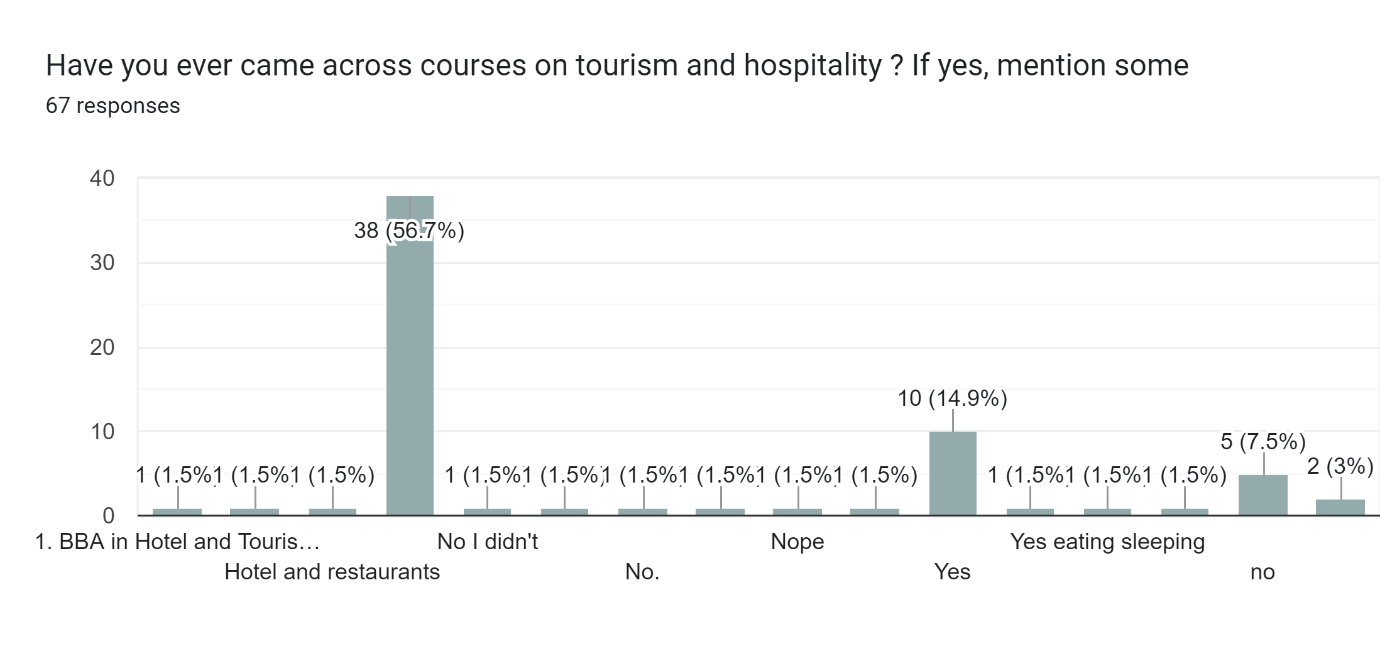 Have you ever came across courses on tourism and hospitality ? If yes, mention some
67 responses
40
30
20
10
0
38 (56.7%)
10 (14.9%)
5 (7.5%)
2 (3%)
1 (1.5%1 (1.5%1 (1.5%)
1 (1.5%1 (1.5%1 (1.5%1 (1.5%1 (1.5%1 (1.5%)
1 (1.5%1 (1.5%1 (1.5%)
1. BBA in Hotel and Touris…
No I didn't
Nope
Yes eating sleeping
Hotel and restaurants
No.
Yes
no